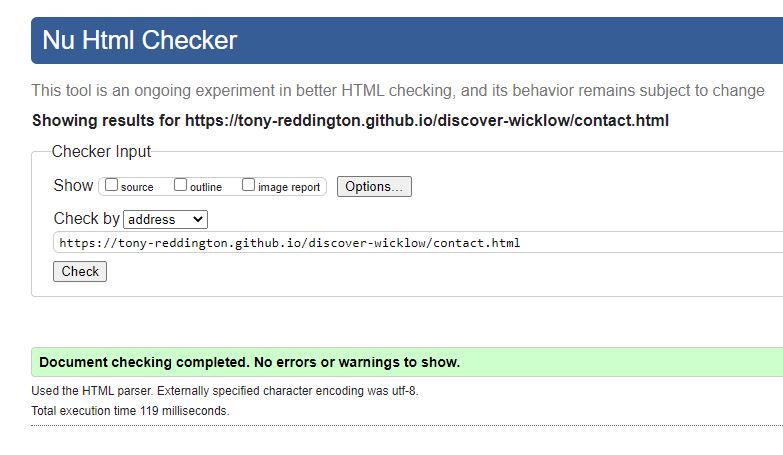 Nu Html Checker
This tool is an ongoing experiment in better HTML checking, and its behavior remains subject to change
Showing results for https://tony-reddington.github.io/discover-wicklow/contact.html
Checker Input
Show source outline image report Options...
Check by address
https://tony-reddington.github.io/discover-wicklow/contact.html
Check
Document checking completed. No errors or warnings to show.
Used the HTML parser. Externally specified character encoding was utf-8.
Total execution time 119 milliseconds.